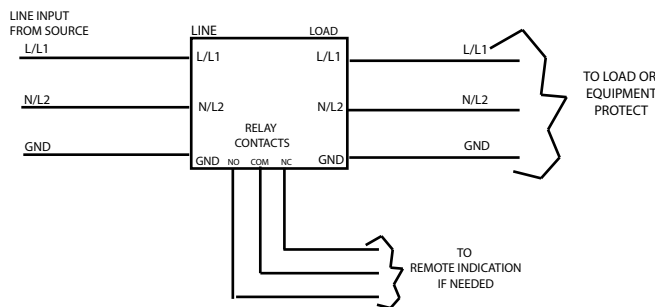 LINE INPUT
FROM SOURCE
L/L1
N/L2
GND
LINE
LOAD
L/L1
L/L1
N/L2
N/L2
RELAY
CONTACTS
GND
NO
COM
NC
GND
L/L1
N/L2
GND
TO LOAD OR
EQUIPMENT
PROTECT
TO
REMOTE INDICATION
IF NEEDED